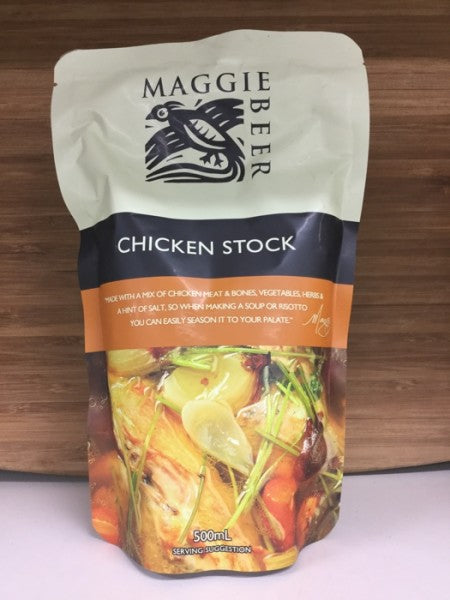 MAGGIE
BEER
CHICKEN STOCK
"MADE WITH A MIX OF CHICKEN MEAT & BONES, VEGETABLES, HERBS &
A HINT OF SALT, SO WHEN MAKING A SOUP OR RISOTTO
YOU CAN EASILY SEASON IT TO YOUR PALATE."
Maggie
500mL
SERVING SUGGESTION